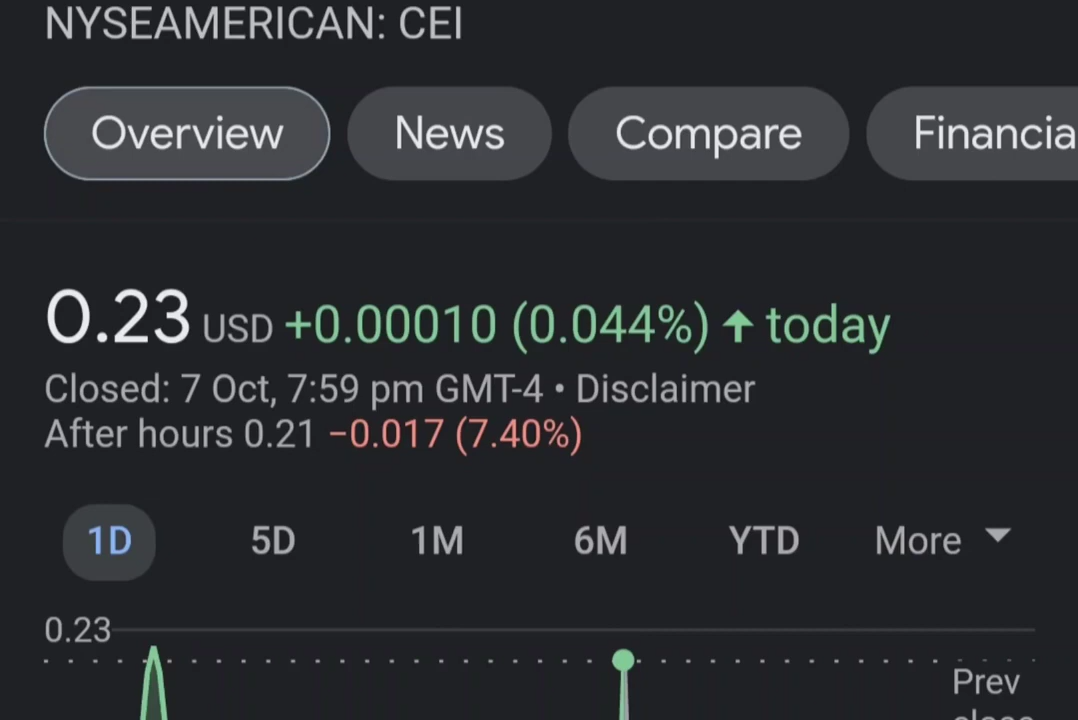 NYSEAMERICAN: CEI
Overview News Compare Financia
0.23 USD +0.00010 (0.044%) ↑ today
Closed: 7 Oct, 7:59 pm GMT-4 • Disclaimer
After hours 0.21 −0.017 (7.40%)
1D 5D 1M 6M YTD More
0.23
Prev